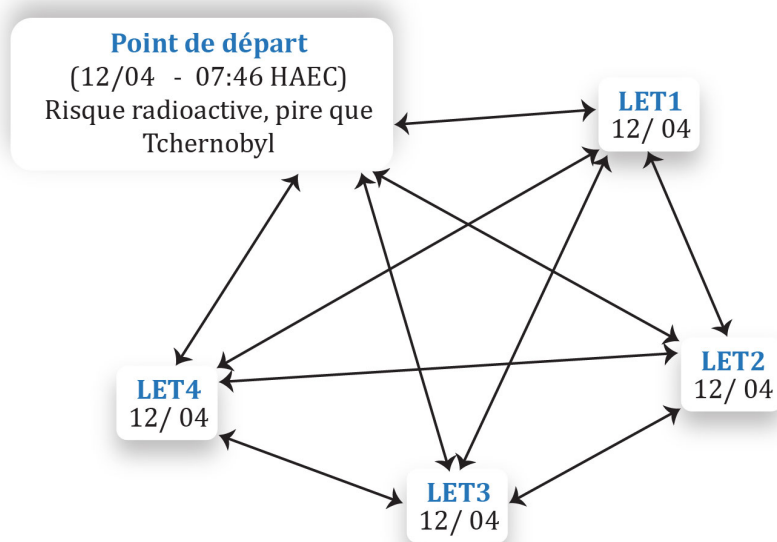 Point de départ
(12/04 - 07:46 HAEC)
Risque radioactive, pire que
Tchernobyl
LET1
12/ 04
LET2
12/ 04
LET4
12/ 04
LET3
12/ 04